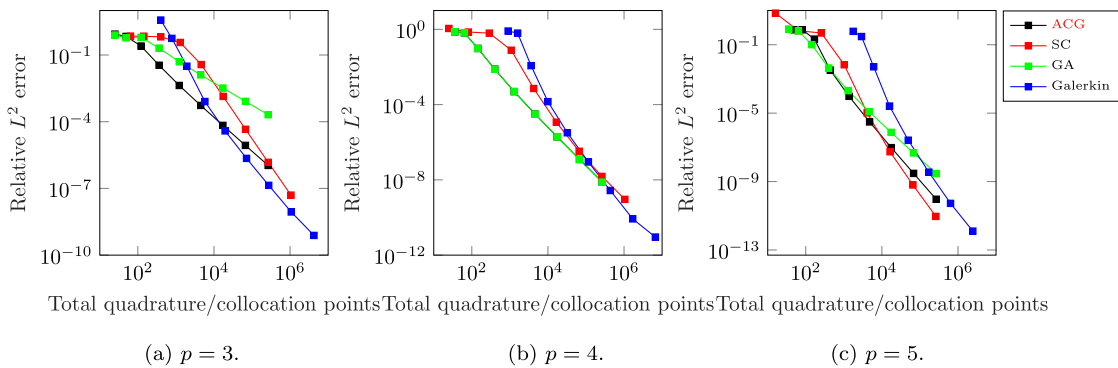 10^{-1}
10^{-4}
10^{-7}
10^{-10}
Relative L^2 error
10^2
10^4
10^6
Total quadrature/collocation points
(a) p = 3.
10^0
10^{-4}
10^{-8}
10^{-12}
Relative L^2 error
10^2
10^4
10^6
Total quadrature/collocation points
(b) p = 4.
10^{-1}
10^{-5}
10^{-9}
10^{-13}
Relative L^2 error
10^2
10^4
10^6
Total quadrature/collocation points
(c) p = 5.
ACG
SC
GA
Galerkin